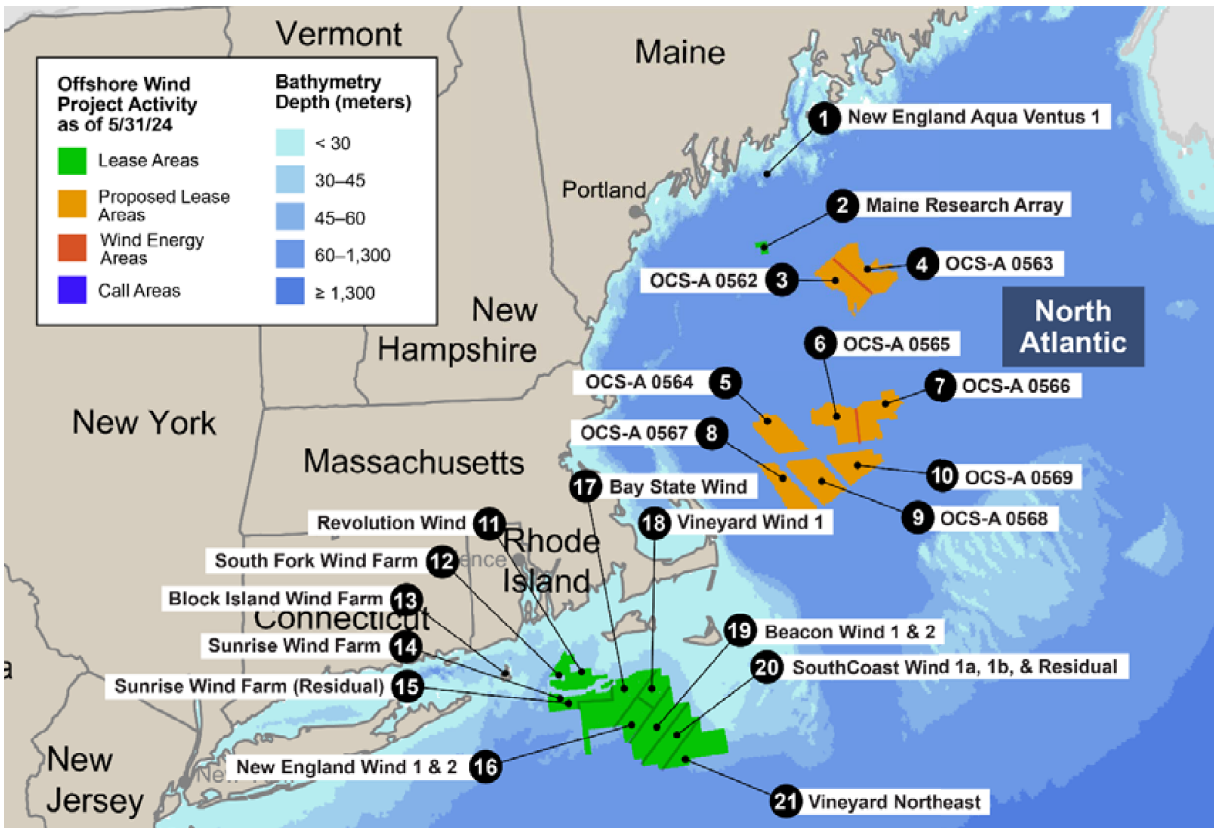 Vermont
Maine
Offshore Wind
Project Activity
as of 5/31/24
Lease Areas
Proposed Lease
Areas
Wind Energy
Areas
Call Areas
Bathymetry
Depth (meters)
< 30
30–45
45–60
60–1,300
≥ 1,300
1 New England Aqua Ventus 1
Portland
2 Maine Research Array
OCS-A 0562 3
4 OCS-A 0563
North
Atlantic
New
Hampshire
6 OCS-A 0565
OCS-A 0564 5
7 OCS-A 0566
New York
OCS-A 0567 8
Massachusetts
10 OCS-A 0569
17 Bay State Wind
9 OCS-A 0568
Revolution Wind 11
18 Vineyard Wind 1
Rhode
Island
ence
South Fork Wind Farm 12
Block Island Wind Farm 13
Connecticut
Sunrise Wind Farm 14
19 Beacon Wind 1 & 2
20 SouthCoast Wind 1a, 1b, & Residual
a
Sunrise Wind Farm (Residual) 15
New
Jersey
New England Wind 1 & 2 16
21 Vineyard Northeast